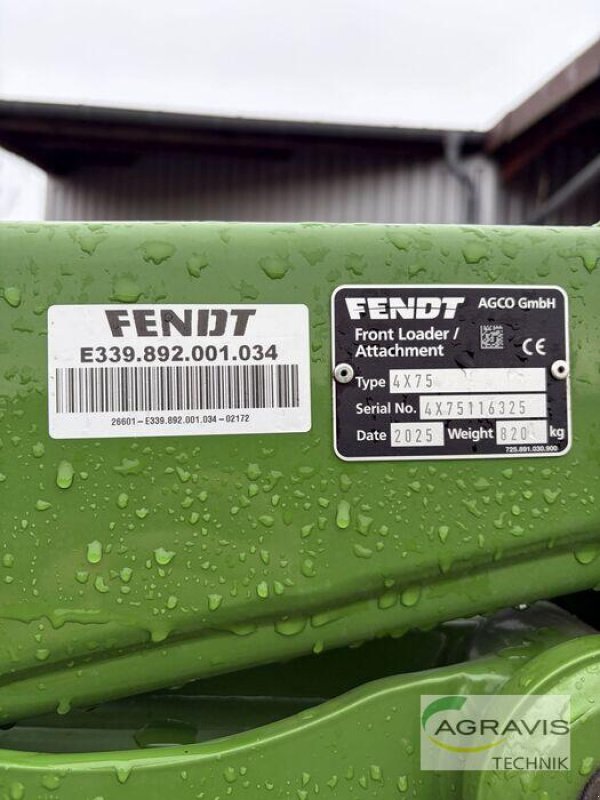 FENDT
E339.892.001.034
26601-E339.892.001.034-02172
FENDT AGCO GmbH
Front Loader /
Attachment
CE
Type 4X75
Serial No. 4X75116325
Date 2025 Weight 820 kg
725.891.030.900
AGRAVIS
TECHNIK